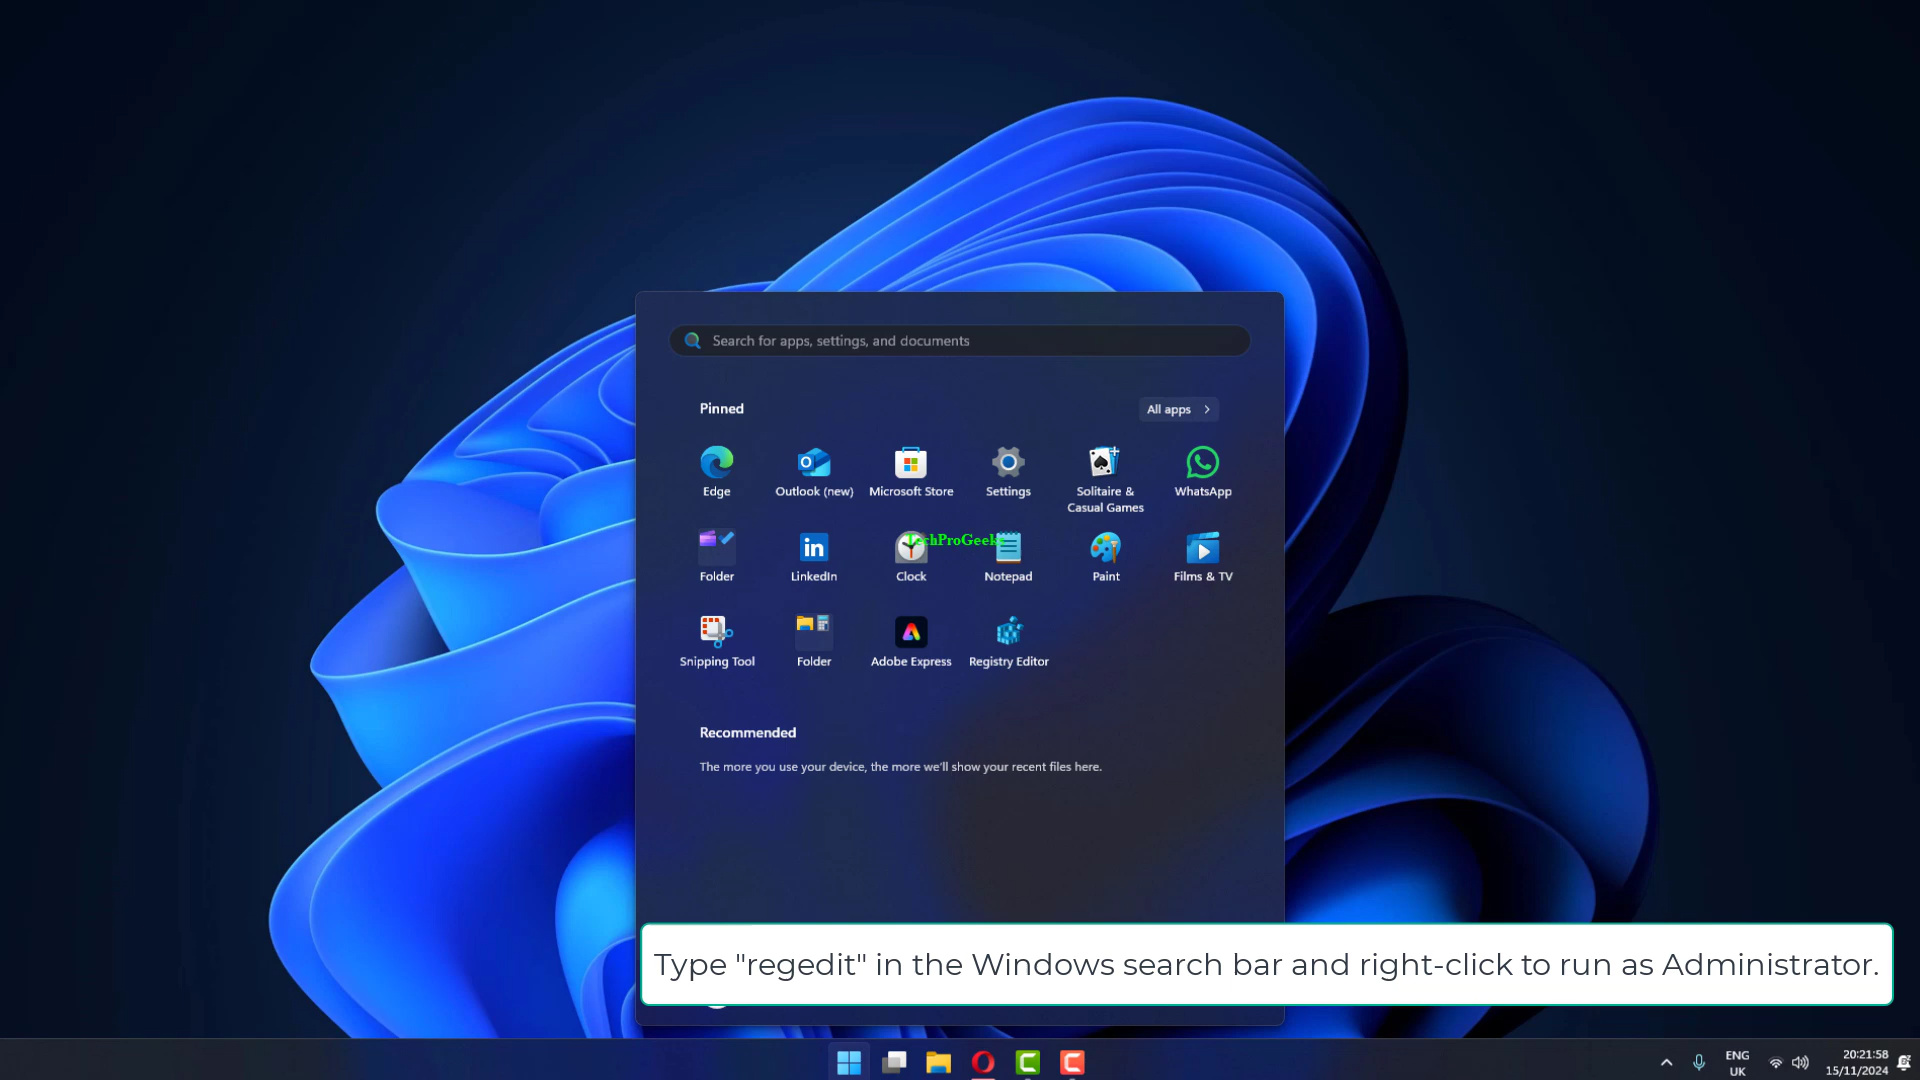 Search for apps, settings, and documents
Pinned
All apps
Edge
Outlook (new)
Microsoft Store
Settings
Solitaire &
Casual Games
WhatsApp
TechProGeeks
Folder
LinkedIn
Clock
Notepad
Paint
Films & TV
Snipping Tool
Folder
Adobe Express
Registry Editor
Recommended
The more you use your device, the more we'll show your recent files here.
Type "regedit" in the Windows search bar and right-click to run as Administrator.
ENG
UK
20:21:58
15/11/2024